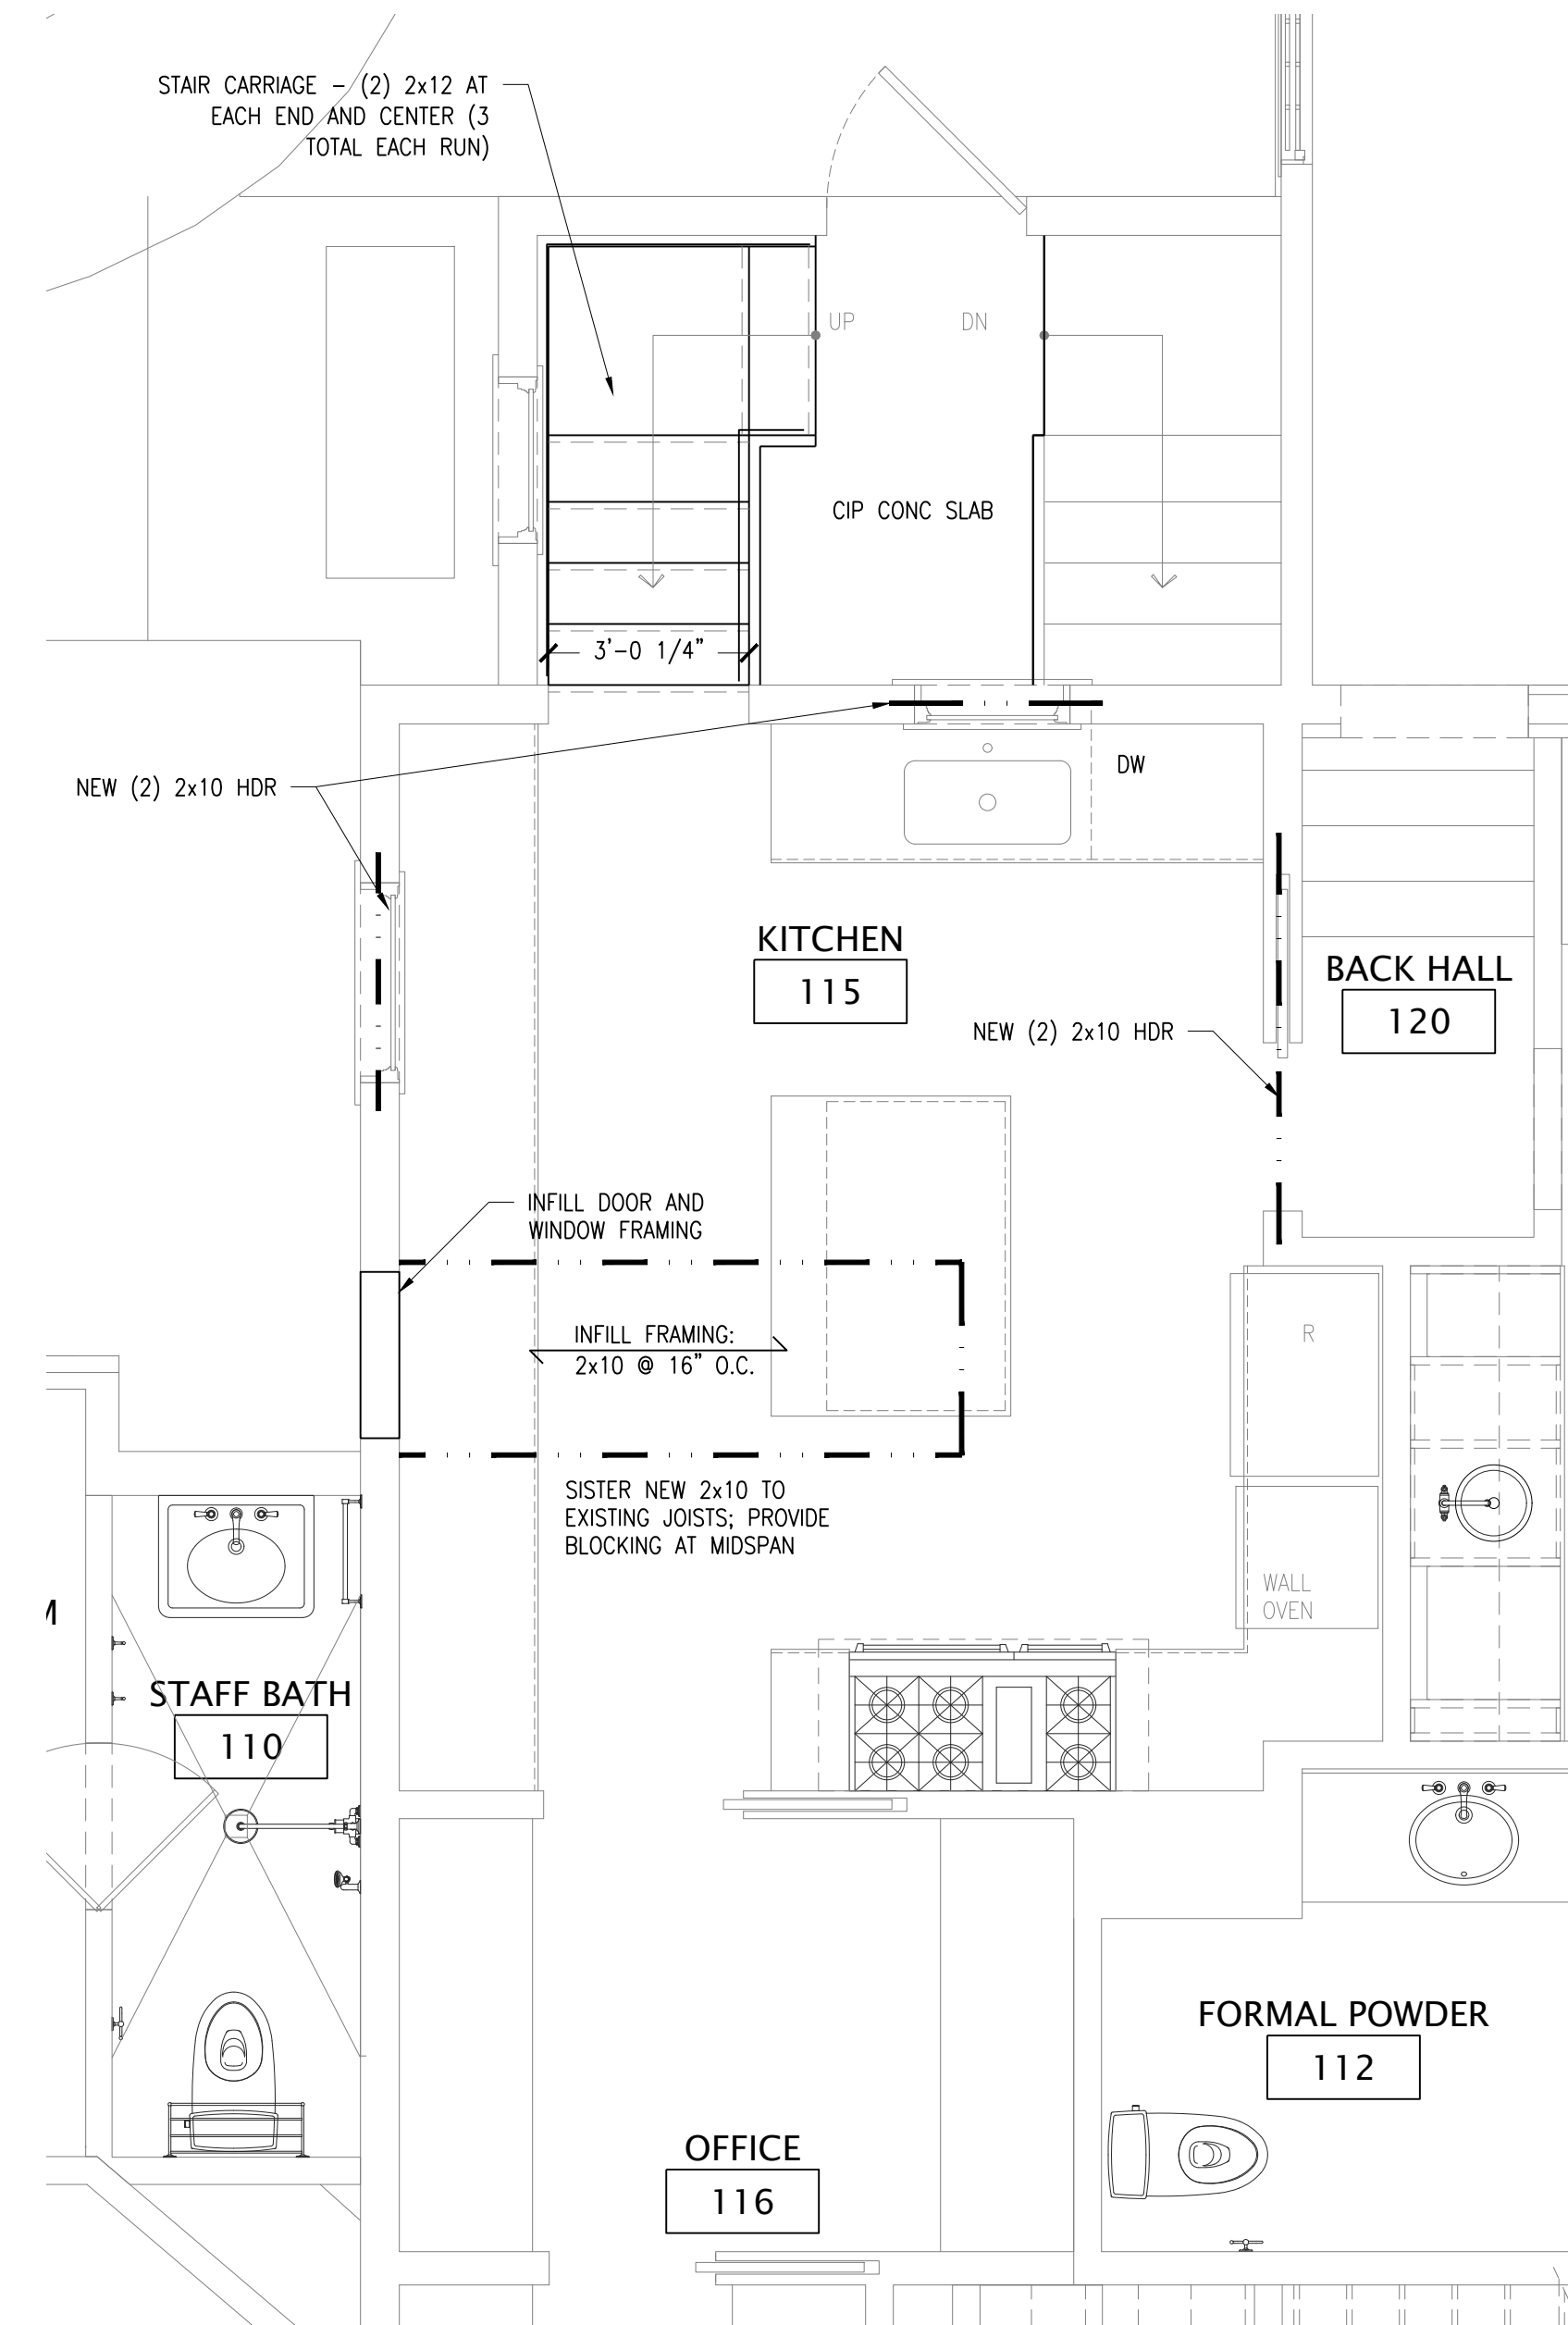 STAIR CARRIAGE - (2) 2x12 AT
EACH END AND CENTER (3
TOTAL EACH RUN)
UP
DN
CIP CONC SLAB
3'-0 1/4"
NEW (2) 2x10 HDR
DW
KITCHEN
115
BACK HALL
120
NEW (2) 2x10 HDR
INFILL DOOR AND
WINDOW FRAMING
INFILL FRAMING:
2x10 @ 16" O.C.
R
SISTER NEW 2x10 TO
EXISTING JOISTS; PROVIDE
BLOCKING AT MIDSPAN
WALL
OVEN
STAFF BATH
110
FORMAL POWDER
112
OFFICE
116